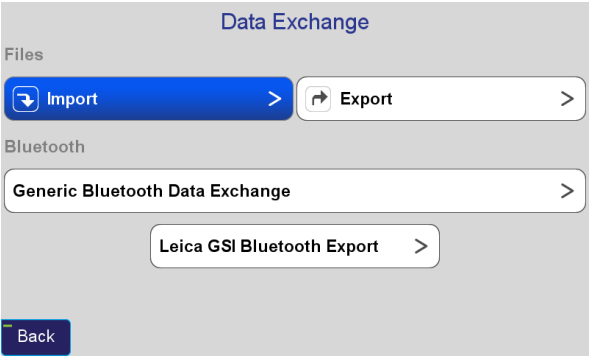 Data Exchange
Files
Import
Export
Bluetooth
Generic Bluetooth Data Exchange
Leica GSI Bluetooth Export
Back